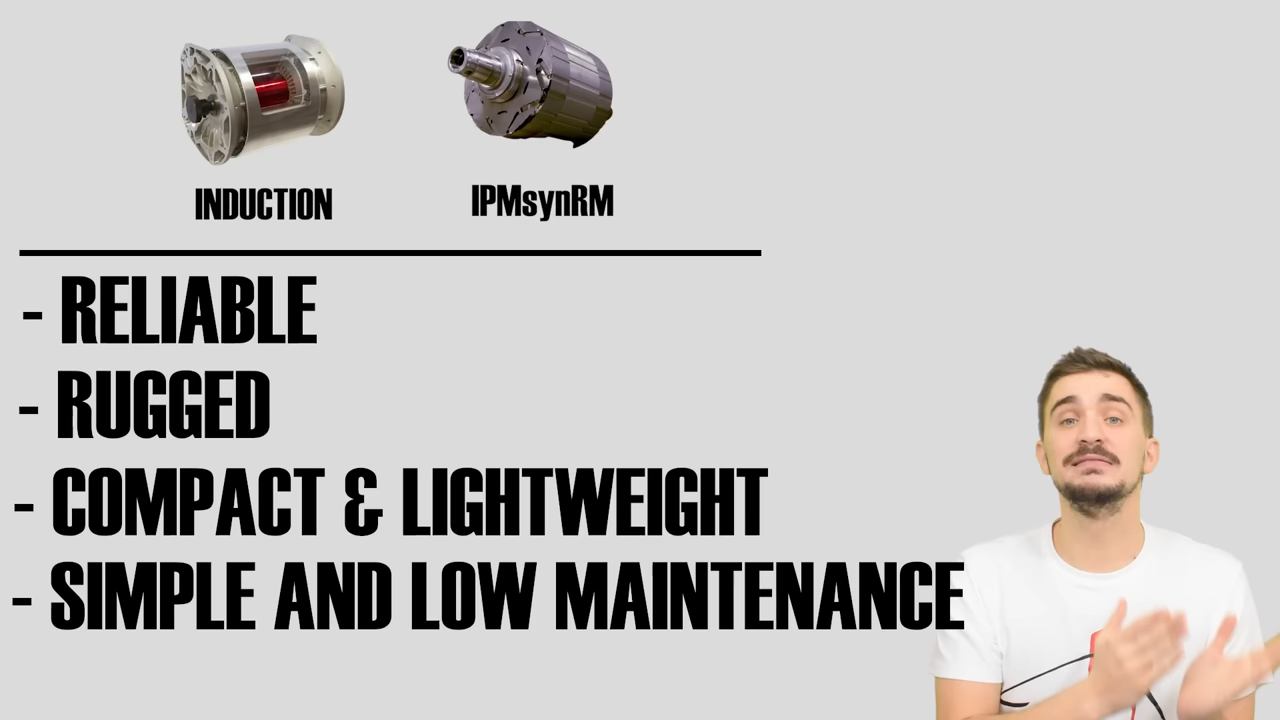 INDUCTION IPMsynRM
- RELIABLE
- RUGGED
- COMPACT & LIGHTWEIGHT
- SIMPLE AND LOW MAINTENANCE